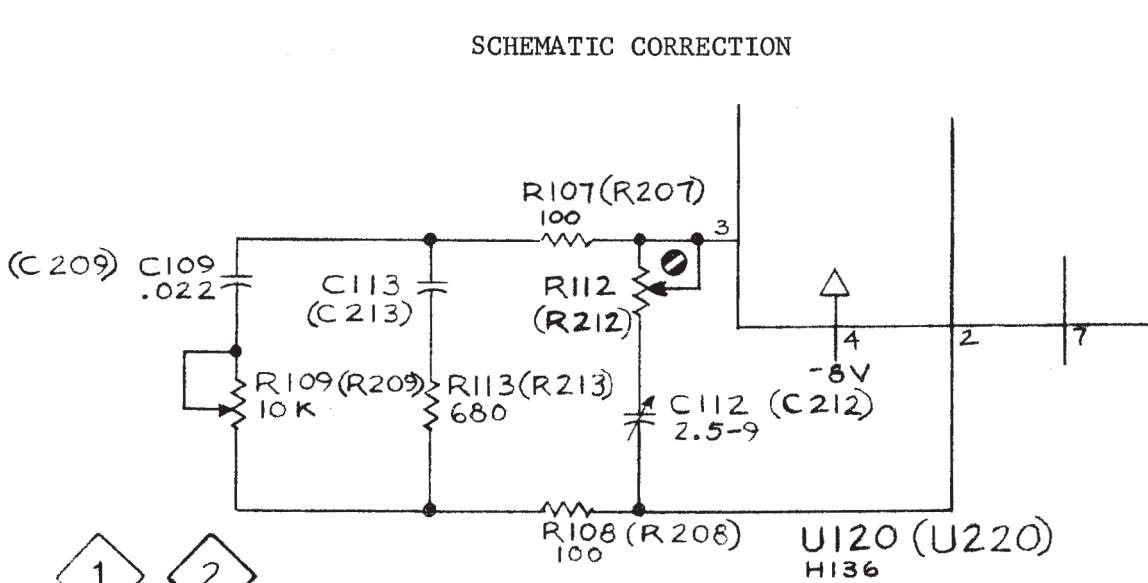 SCHEMATIC CORRECTION
R107(R207)
100
3
(C209) C109
.022
C113
(C213)
R112
(R212)
4
2
7
-8V
R109(R209)
10K
R113(R213)
680
C112 (C212)
2.5-9
R108(R208)
100
U120(U220)
H136
1
2